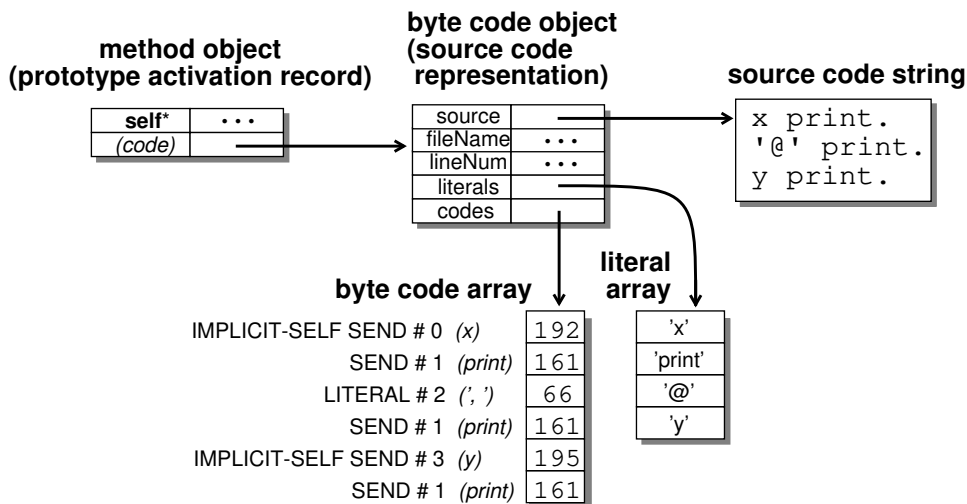 method object
(prototype activation record)
self* • • •
(code)
byte code object
(source code
representation)
source
fileName • • •
lineNum • • •
literals
codes
source code string
x print.
'@' print.
y print.
byte code array
IMPLICIT-SELF SEND # 0 (x) 192
SEND # 1 (print) 161
LITERAL # 2 (’, ’) 66
SEND # 1 (print) 161
IMPLICIT-SELF SEND # 3 (y) 195
SEND # 1 (print) 161
literal
array
’x’
’print’
’@’
’y’